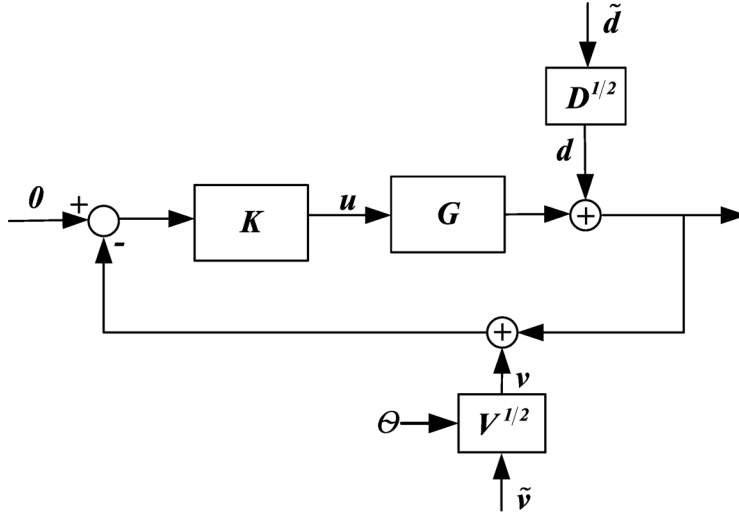 d̃
D^{1/2}
d
0
+
-
K
u
G
+
+
v
Θ
V^{1/2}
ṽ